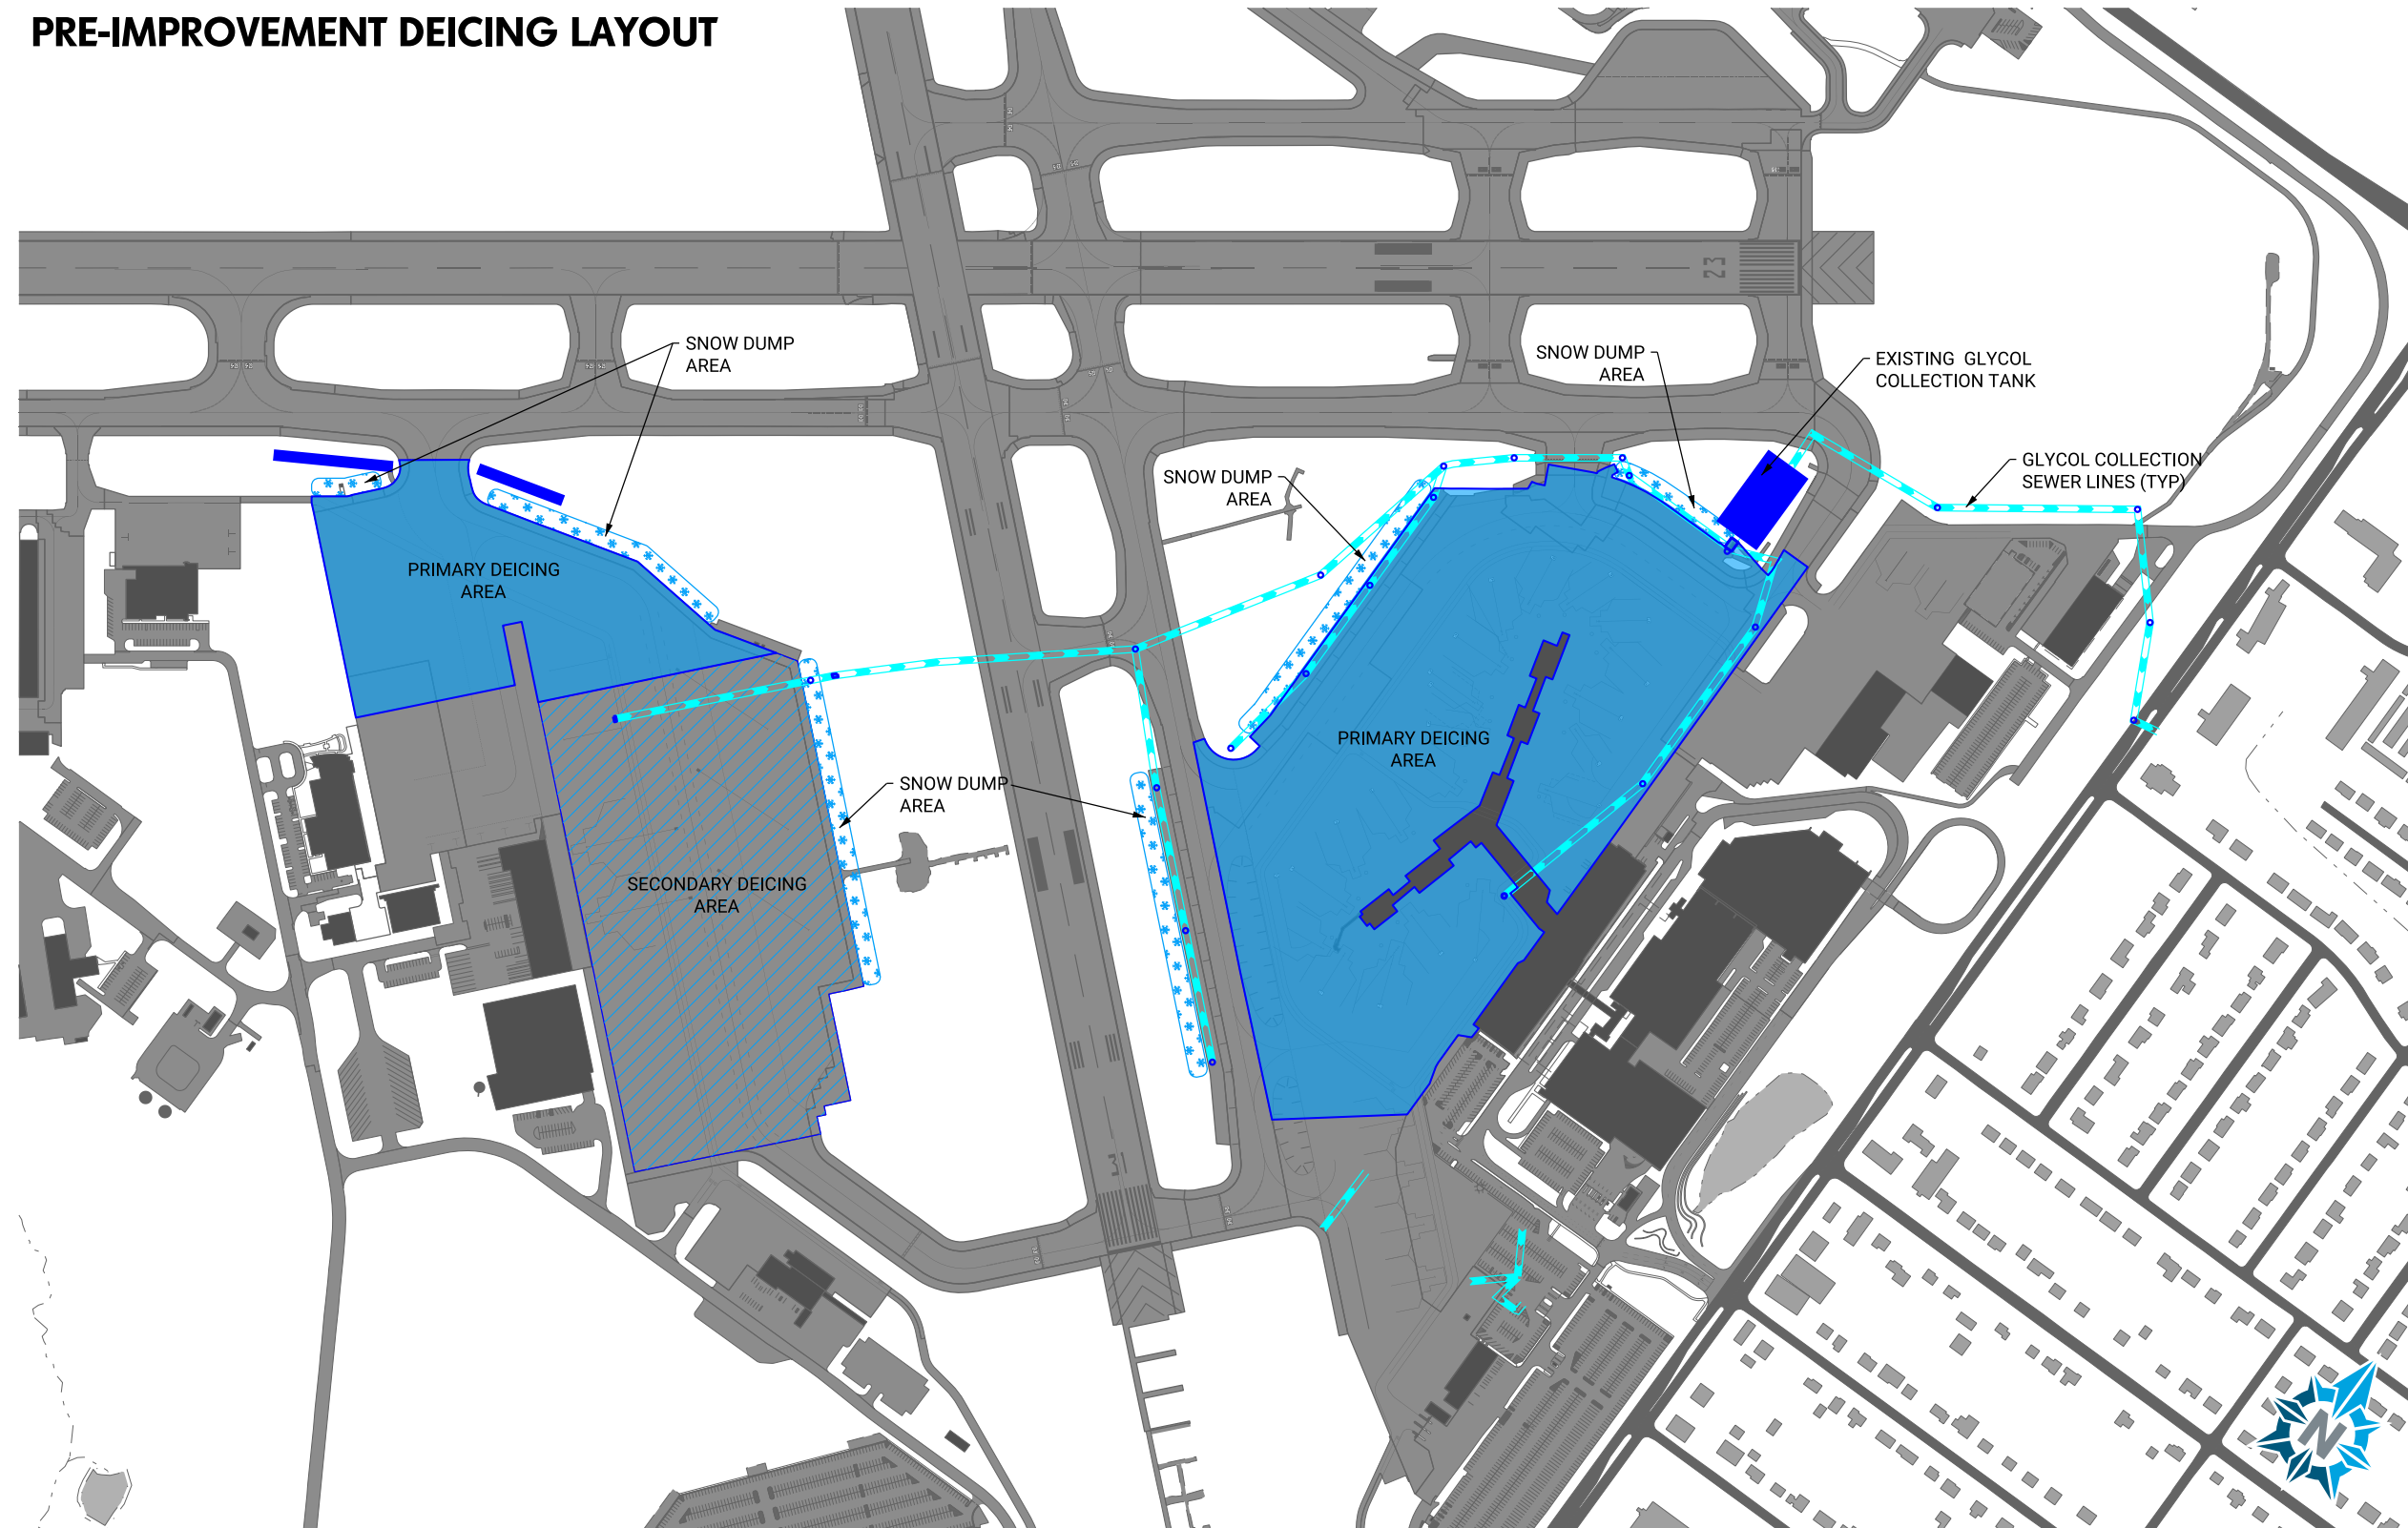 PRE-IMPROVEMENT DEICING LAYOUT
SNOW DUMP
AREA
SNOW DUMP
AREA
EXISTING GLYCOL
COLLECTION TANK
SNOW DUMP
AREA
GLYCOL COLLECTION
SEWER LINES (TYP)
PRIMARY DEICING
AREA
PRIMARY DEICING
AREA
SNOW DUMP
AREA
SECONDARY DEICING
AREA
23
31
N